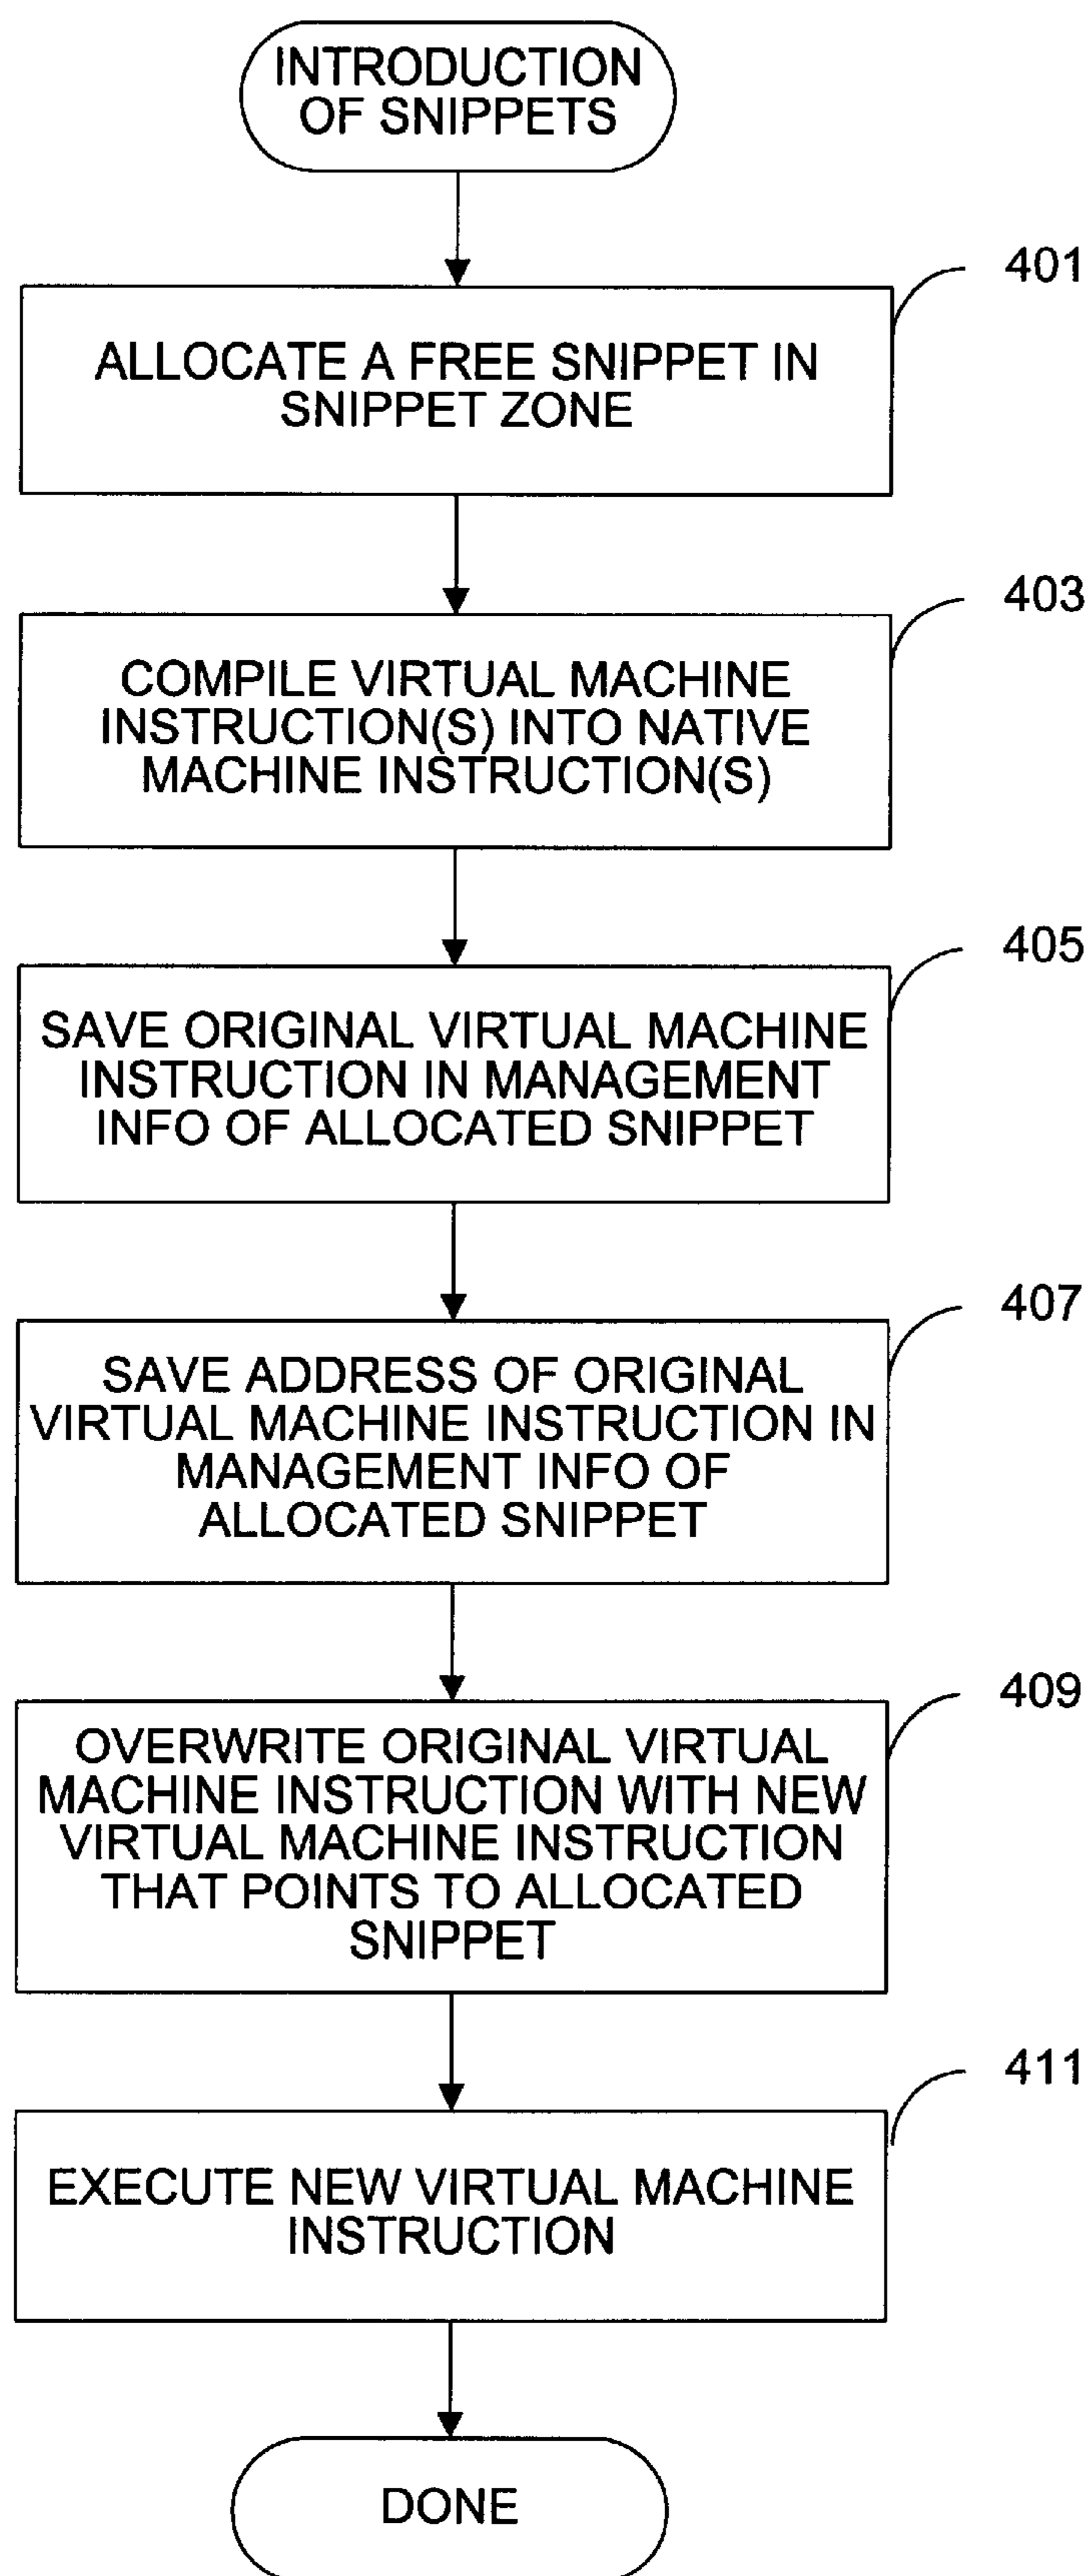 INTRODUCTION
OF SNIPPETS
401
ALLOCATE A FREE SNIPPET IN
SNIPPET ZONE
403
COMPILE VIRTUAL MACHINE
INSTRUCTION(S) INTO NATIVE
MACHINE INSTRUCTION(S)
405
SAVE ORIGINAL VIRTUAL MACHINE
INSTRUCTION IN MANAGEMENT
INFO OF ALLOCATED SNIPPET
407
SAVE ADDRESS OF ORIGINAL
VIRTUAL MACHINE INSTRUCTION IN
MANAGEMENT INFO OF
ALLOCATED SNIPPET
409
OVERWRITE ORIGINAL VIRTUAL
MACHINE INSTRUCTION WITH NEW
VIRTUAL MACHINE INSTRUCTION
THAT POINTS TO ALLOCATED
SNIPPET
411
EXECUTE NEW VIRTUAL MACHINE
INSTRUCTION
DONE